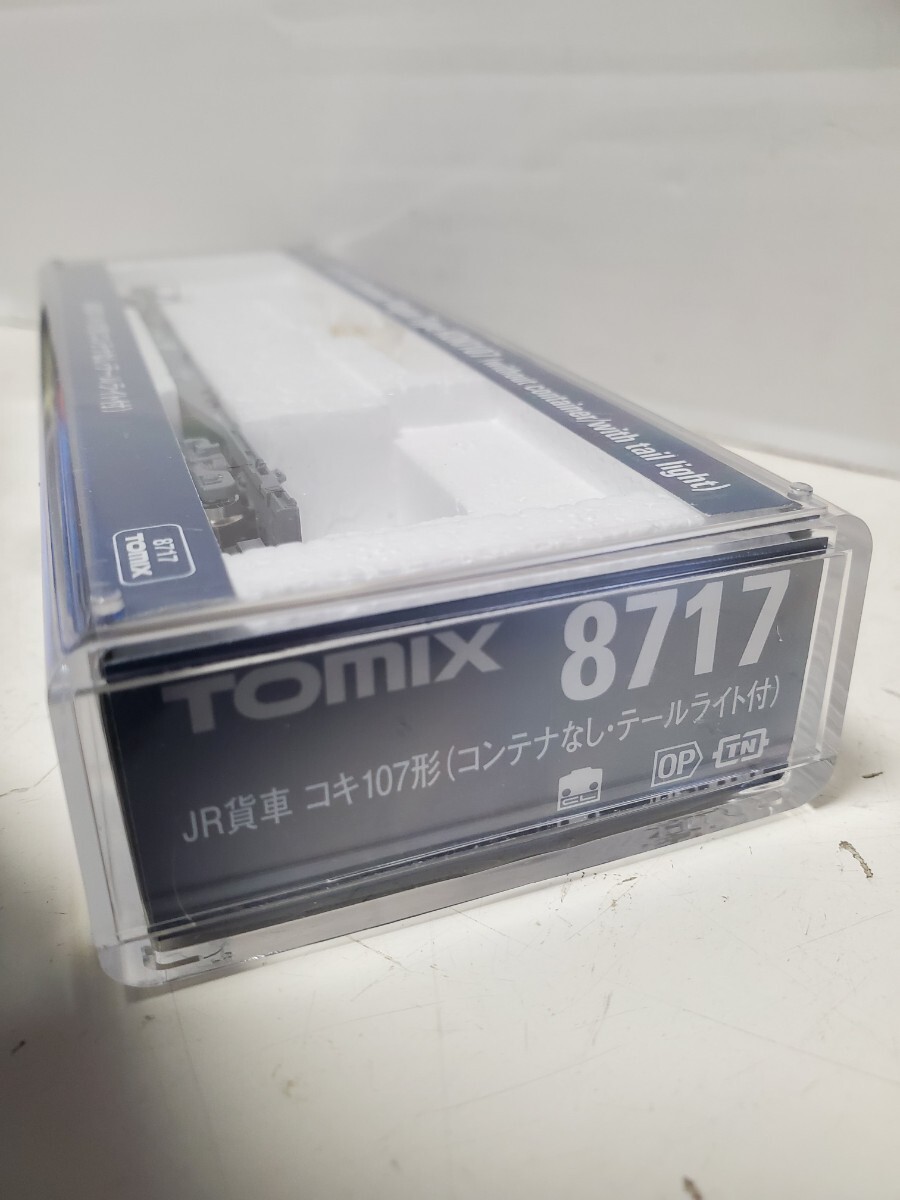 (without container/with tail light)
8717
TOMIX
TOMIX 8717
JR貨車 コキ107形(コンテナなし・テールライト付)
CL OP TN